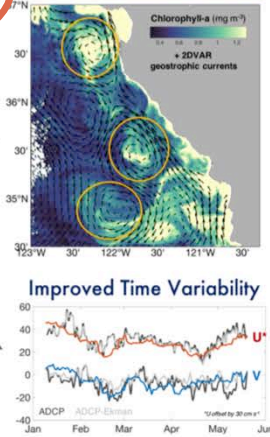 37°N
Chlorophyll-a (mg m⁻³)
0.4 0.6 0.8 1 1.2
+ 2DVAR
geostrophic currents
30'
36°N
30'
35°N
30'
123°W 30' 122°W 30' 121°W 30'
Improved Time Variability
60
40
20
0
-20
-40
U*
V
ADCP ADCP-Ekman *U offset by 30 cm s⁻¹
Jan Feb Mar Apr May Jun